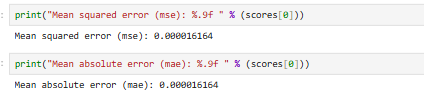 : print("Mean squared error (mse): %.9f " % (scores[0]))
Mean squared error (mse): 0.000016164
: print("Mean absolute error (mae): %.9f " % (scores[0]))
Mean absolute error (mae): 0.000016164